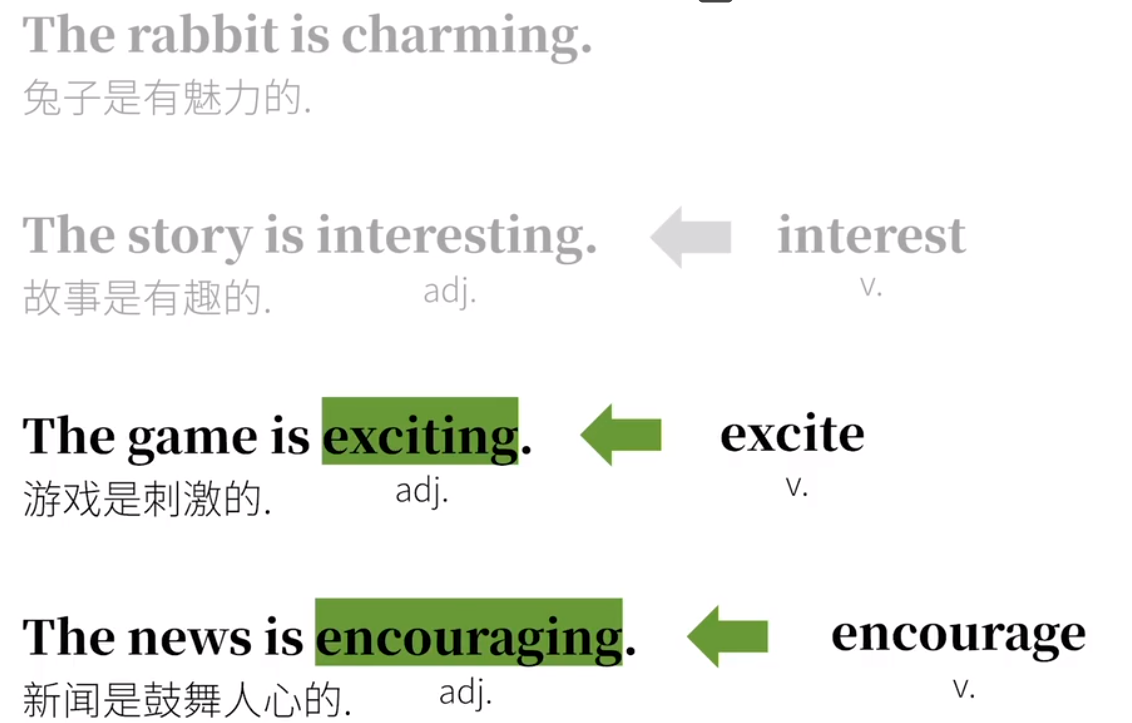 The rabbit is charming.
兔子是有魅力的.
The story is interesting. interest
故事是有趣的. adj. v.
The game is exciting. excite
游戏是刺激的. adj. v.
The news is encouraging. encourage
新闻是鼓舞人心的. adj. v.